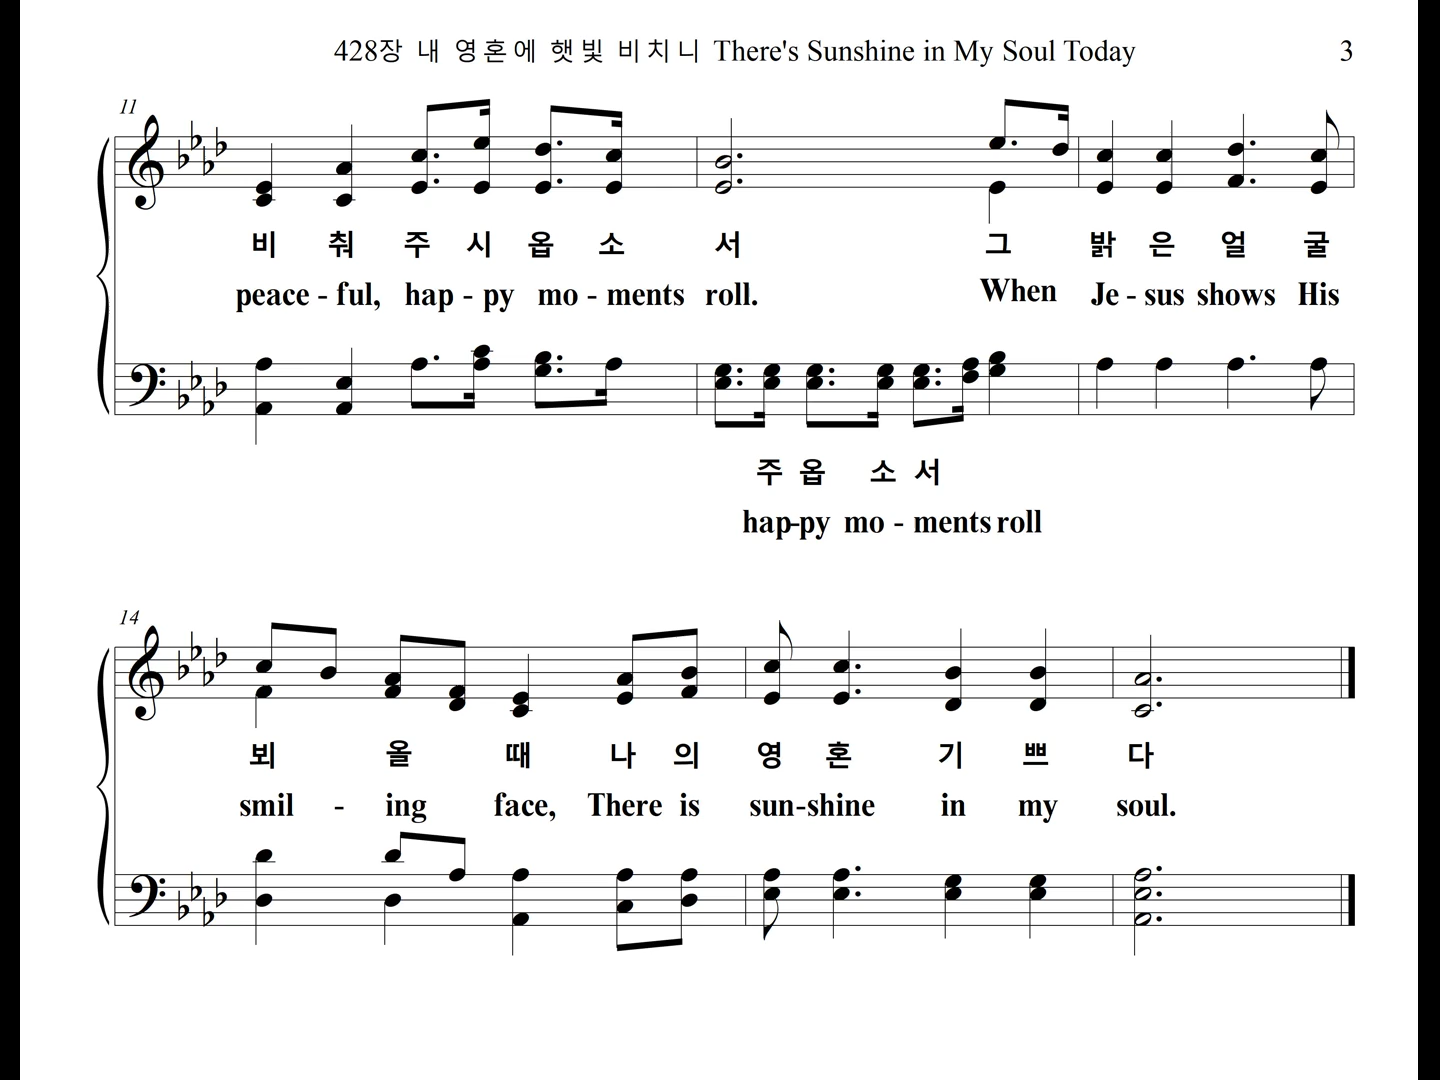 428장 내 영혼에 햇빛 비치니 There's Sunshine in My Soul Today 3
11
비 춰 주 시 옵 소 서 그 밝 은 얼 굴
peace - ful, hap - py mo - ments roll. When Je - sus shows His
주 옵 소 서
hap-py mo - ments roll
14
뵈 올 때 나 의 영 혼 기 쁘 다
smil - ing face, There is sun-shine in my soul.